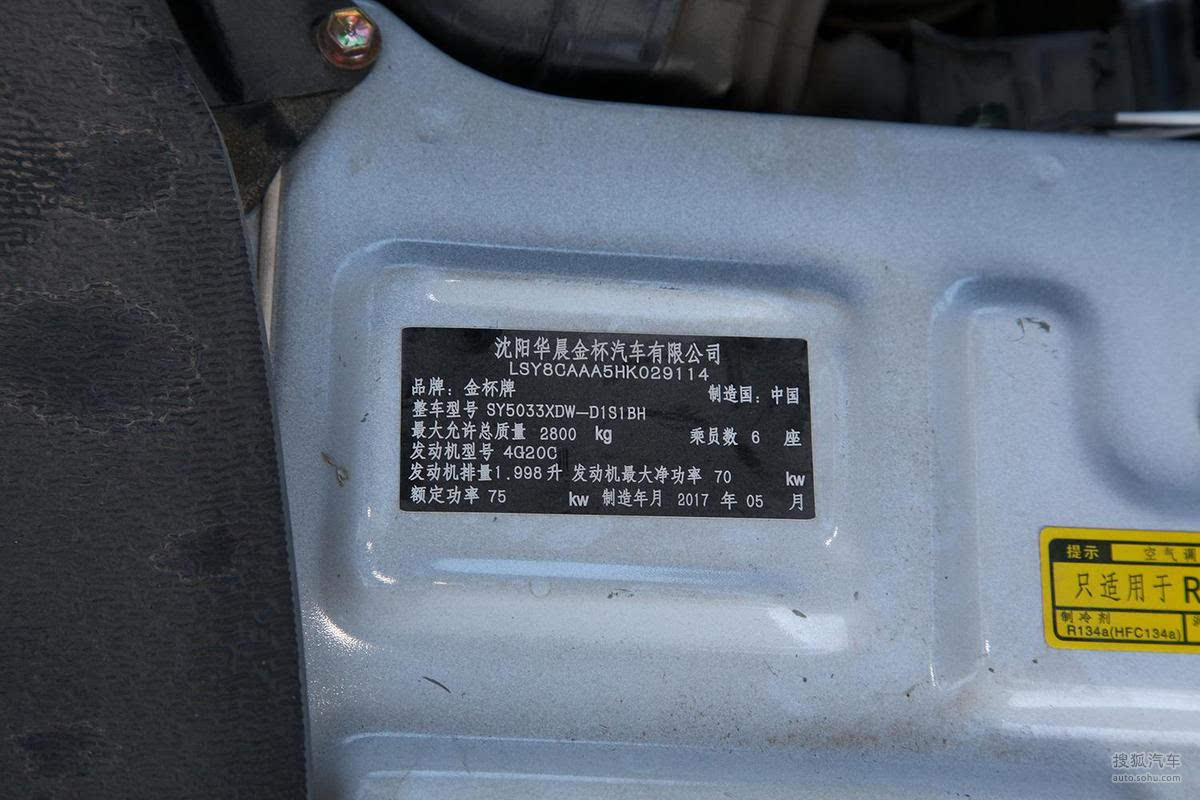 沈阳华晨金杯汽车有限公司
LSY8CAAA5HK029114
品牌：金杯牌 制造国：中国
整车型号 SY5033XDW-D1S1BH
最大允许总质量 2800 kg 乘员数 6 座
发动机型号 4G20C
发动机排量1.998升 发动机最大净功率 70 kw
额定功率 75 kw 制造年月 2017 年 05 月
提示 空气调
只适用于R
制冷剂
R134a(HFC134a)
搜狐汽车
auto.sohu.com